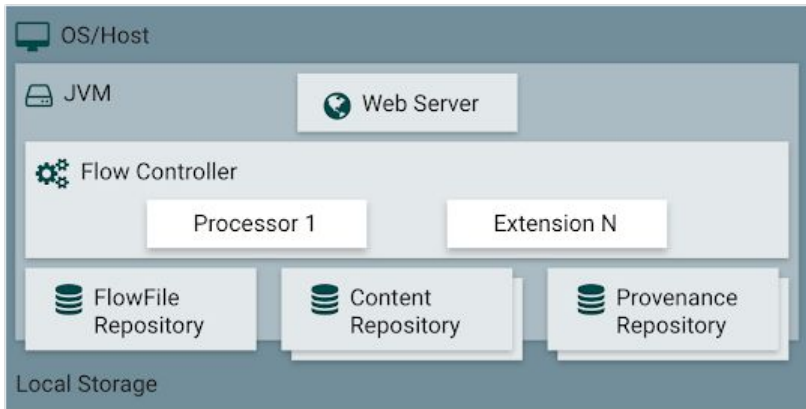 OS/Host
JVM
Web Server
Flow Controller
Processor 1
Extension N
FlowFile
Repository
Content
Repository
Provenance
Repository
Local Storage